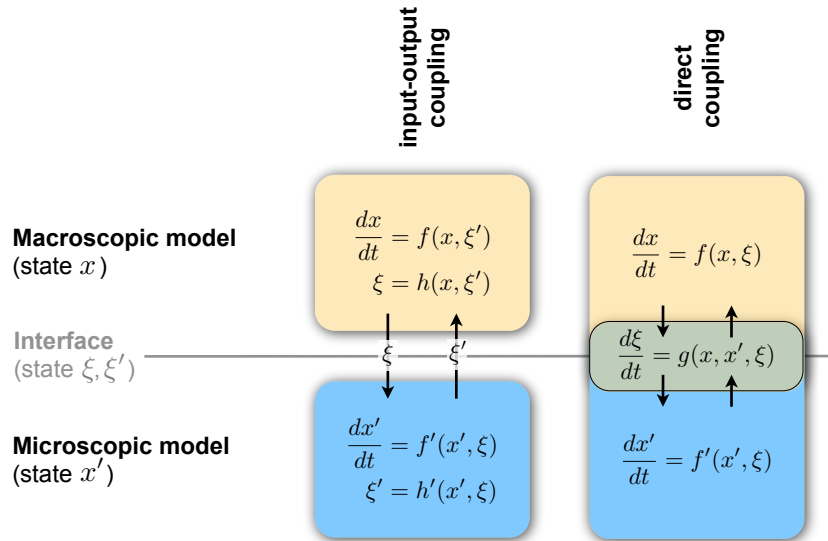 input-output
coupling
direct
coupling
Macroscopic model
(state x)
dx/dt = f(x, ξ′)
ξ = h(x, ξ′)
dx/dt = f(x, ξ)
Interface
(state ξ, ξ′)
ξ
ξ′
dξ/dt = g(x, x′, ξ)
Microscopic model
(state x′)
dx′/dt = f′(x′, ξ)
ξ′ = h′(x′, ξ)
dx′/dt = f′(x′, ξ)